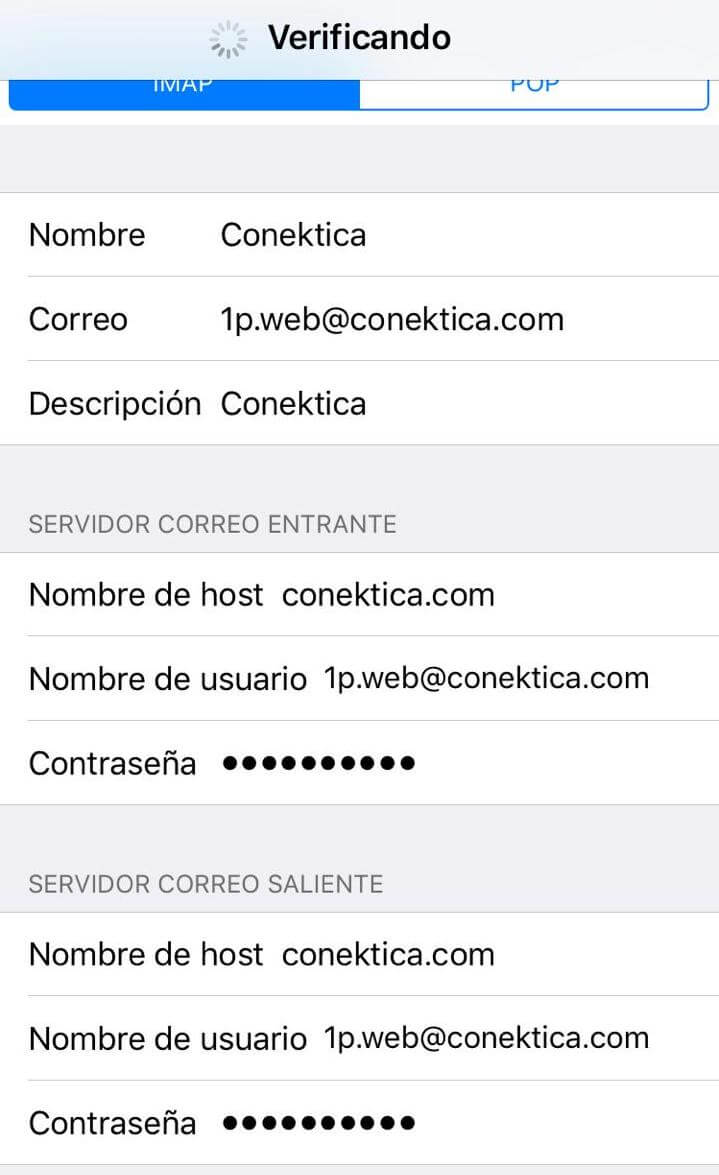 Verificando
IMAP POP
Nombre Conektica
Correo 1p.web@conektica.com
Descripción Conektica
SERVIDOR CORREO ENTRANTE
Nombre de host conektica.com
Nombre de usuario 1p.web@conektica.com
Contraseña ●●●●●●●●●●
SERVIDOR CORREO SALIENTE
Nombre de host conektica.com
Nombre de usuario 1p.web@conektica.com
Contraseña ●●●●●●●●●●